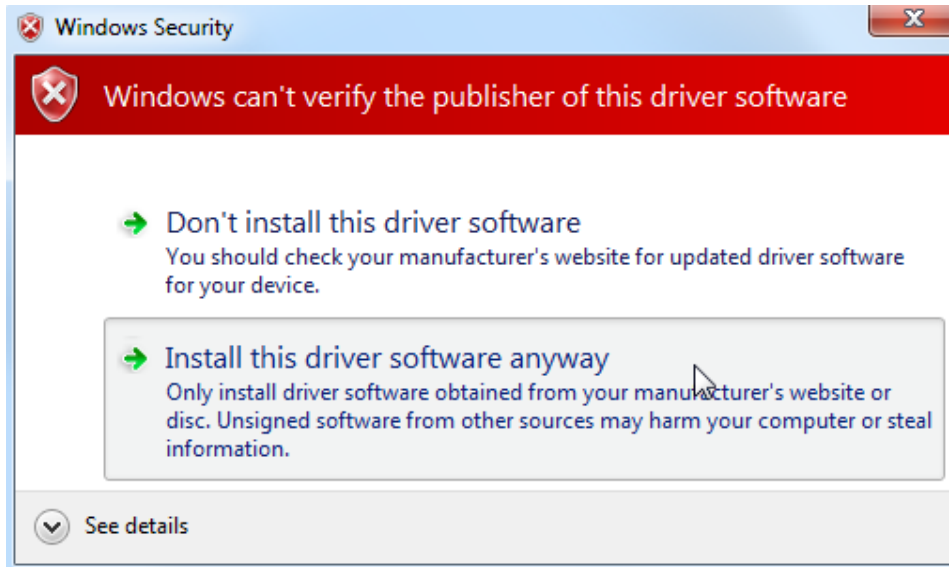 Windows Security
Windows can't verify the publisher of this driver software
Don't install this driver software
You should check your manufacturer's website for updated driver software
for your device.
Install this driver software anyway
Only install driver software obtained from your manufacturer's website or
disc. Unsigned software from other sources may harm your computer or steal
information.
See details